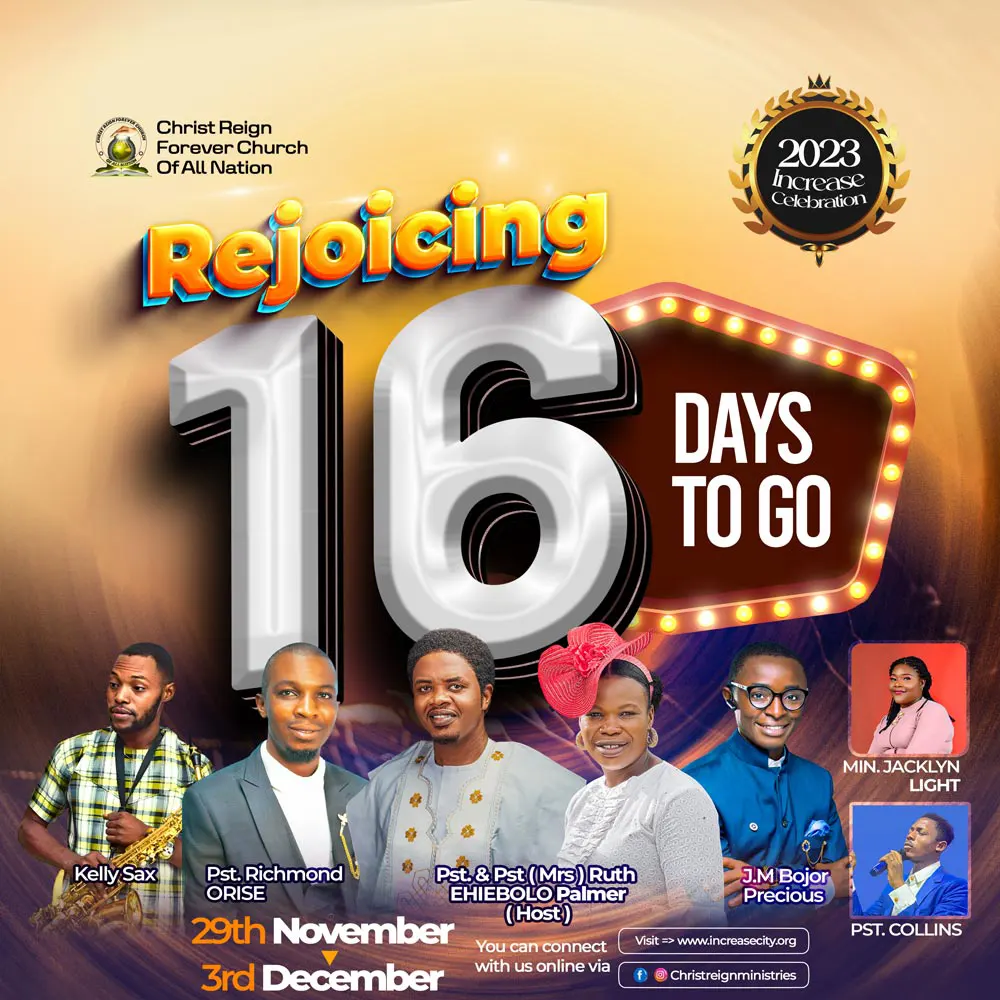 Christ Reign
Forever Church
Of All Nation
2023
Increase
Celebration
Rejoicing
16
DAYS
TO GO
MIN. JACKLYN
LIGHT
Kelly Sax
Pst. Richmond
ORISE
Pst. & Pst ( Mrs ) Ruth
EHIEBOLO Palmer
( Host )
J.M Bojor
Precious
PST. COLLINS
29th November
3rd December
You can connect
with us online via
Visit => www.increasecity.org
Christreignministries